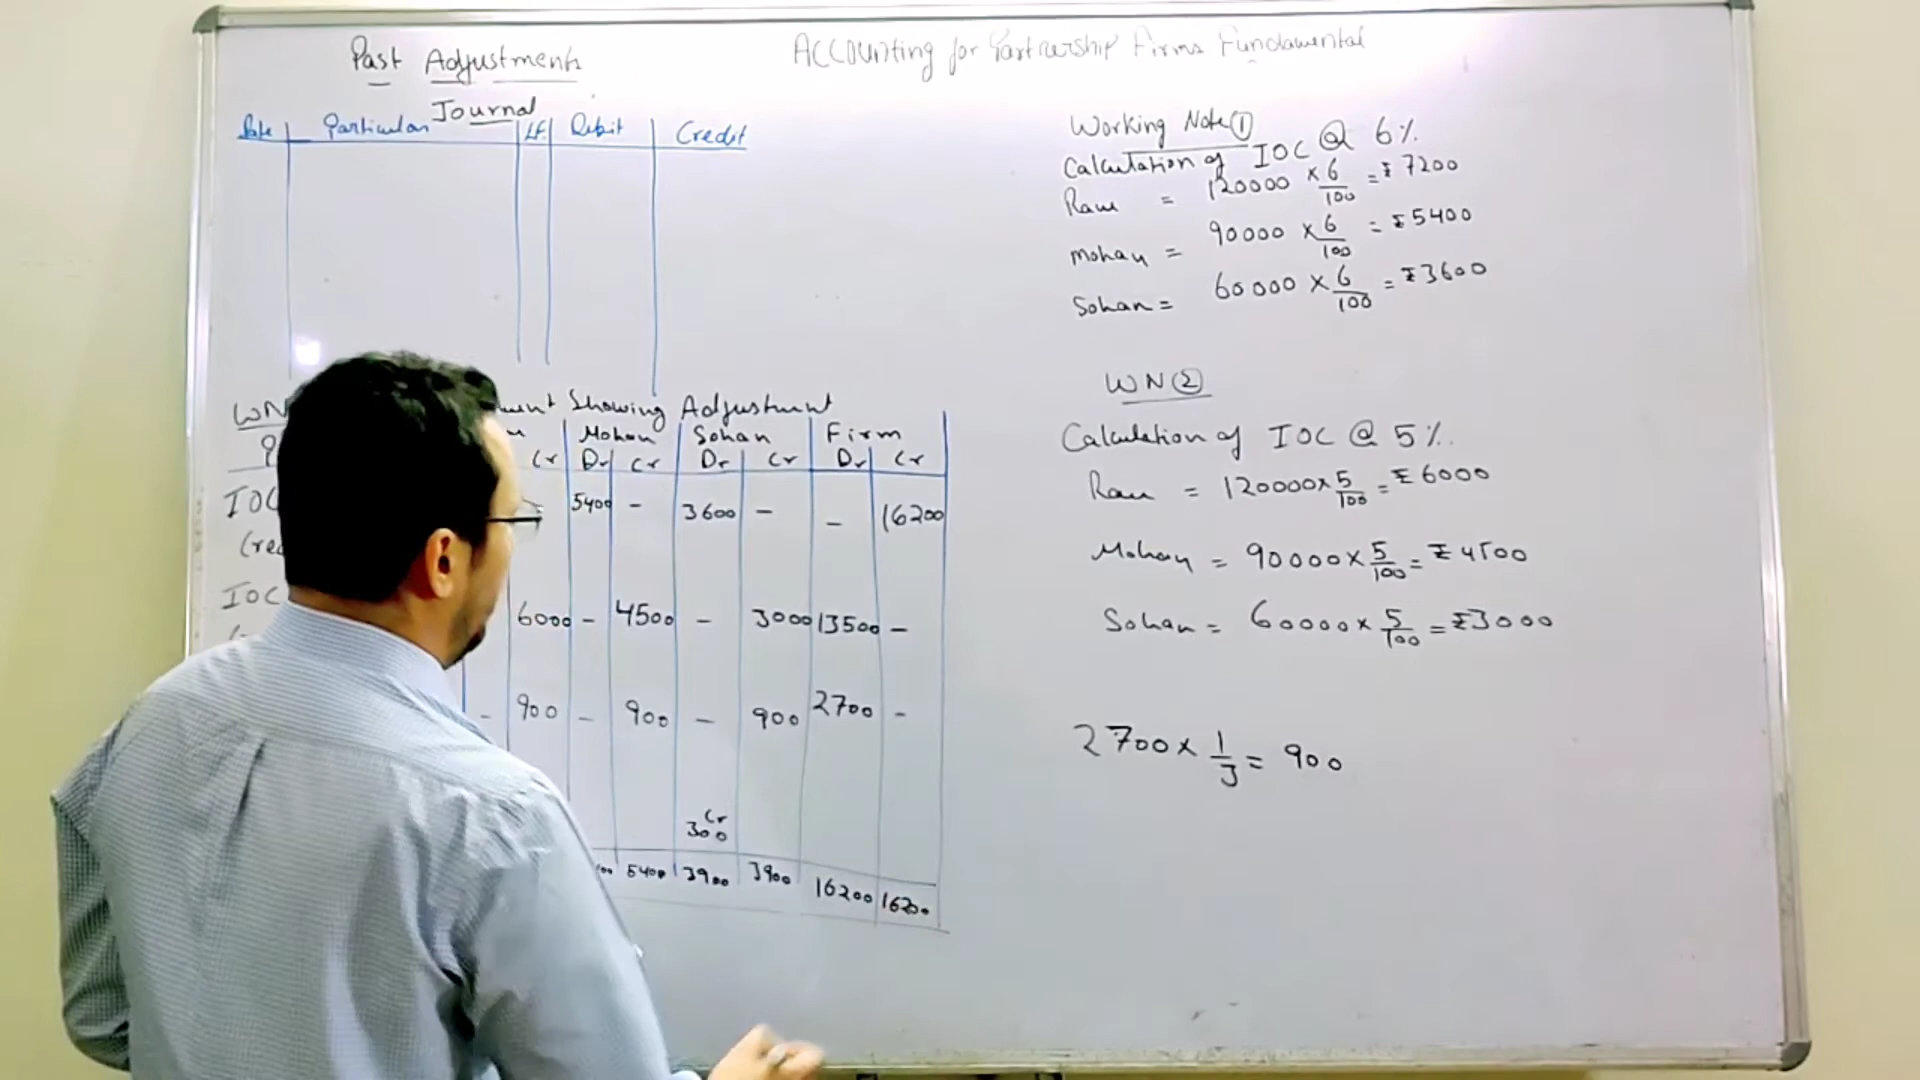 Past Adjustments
ACCOUNTING for Partnership Firms Fundamental
Journal
Date Particulars LF Debit Credit
Working Note ①
Calculation of IOC @ 6%
Ram = 120000 × 6/100 = ₹ 7200
Mohan = 90000 × 6/100 = ₹ 5400
Sohan = 60000 × 6/100 = ₹ 3600
WN Showing Adjustment
Mohan Sohan Firm
Cr Dr Cr Dr Cr Dr Cr
IOC 5400 - 3600 - - 16200
IOC 6000 - 4500 - 3000 13500 -
- 900 - 900 - 900 2700 -
Cr
300
5400 3900 3900 16200 16200
WN ②
Calculation of IOC @ 5%.
Ram = 120000 × 5/100 = ₹ 6000
Mohan = 90000 × 5/100 = ₹ 4500
Sohan = 60000 × 5/100 = ₹ 3000
2700 × 1/3 = 900